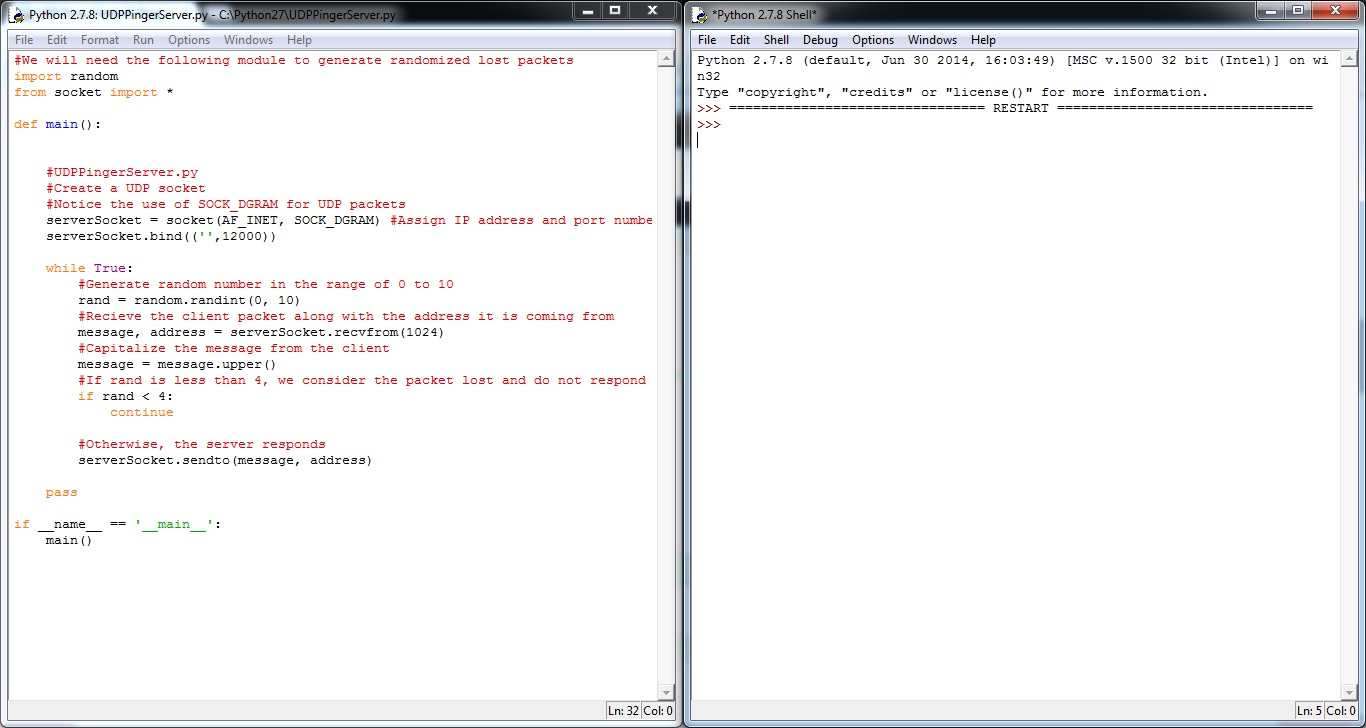 Python 2.7.8: UDPPingerServer.py - C:\Python27\UDPPingerServer.py
File Edit Format Run Options Windows Help
#We will need the following module to generate randomized lost packets
import random
from socket import *
def main():
#UDPPingerServer.py
#Create a UDP socket
#Notice the use of SOCK_DGRAM for UDP packets
serverSocket = socket(AF_INET, SOCK_DGRAM) #Assign IP address and port numbe
serverSocket.bind(('',12000))
while True:
#Generate random number in the range of 0 to 10
rand = random.randint(0, 10)
#Recieve the client packet along with the address it is coming from
message, address = serverSocket.recvfrom(1024)
#Capitalize the message from the client
message = message.upper()
#If rand is less than 4, we consider the packet lost and do not respond
if rand < 4:
continue
#Otherwise, the server responds
serverSocket.sendto(message, address)
pass
if __name__ == '__main__':
main()
Ln: 32 Col: 0
*Python 2.7.8 Shell*
File Edit Shell Debug Options Windows Help
Python 2.7.8 (default, Jun 30 2014, 16:03:49) [MSC v.1500 32 bit (Intel)] on wi
n32
Type "copyright", "credits" or "license()" for more information.
>>> ================================ RESTART ================================
>>>
Ln: 5 Col: 0